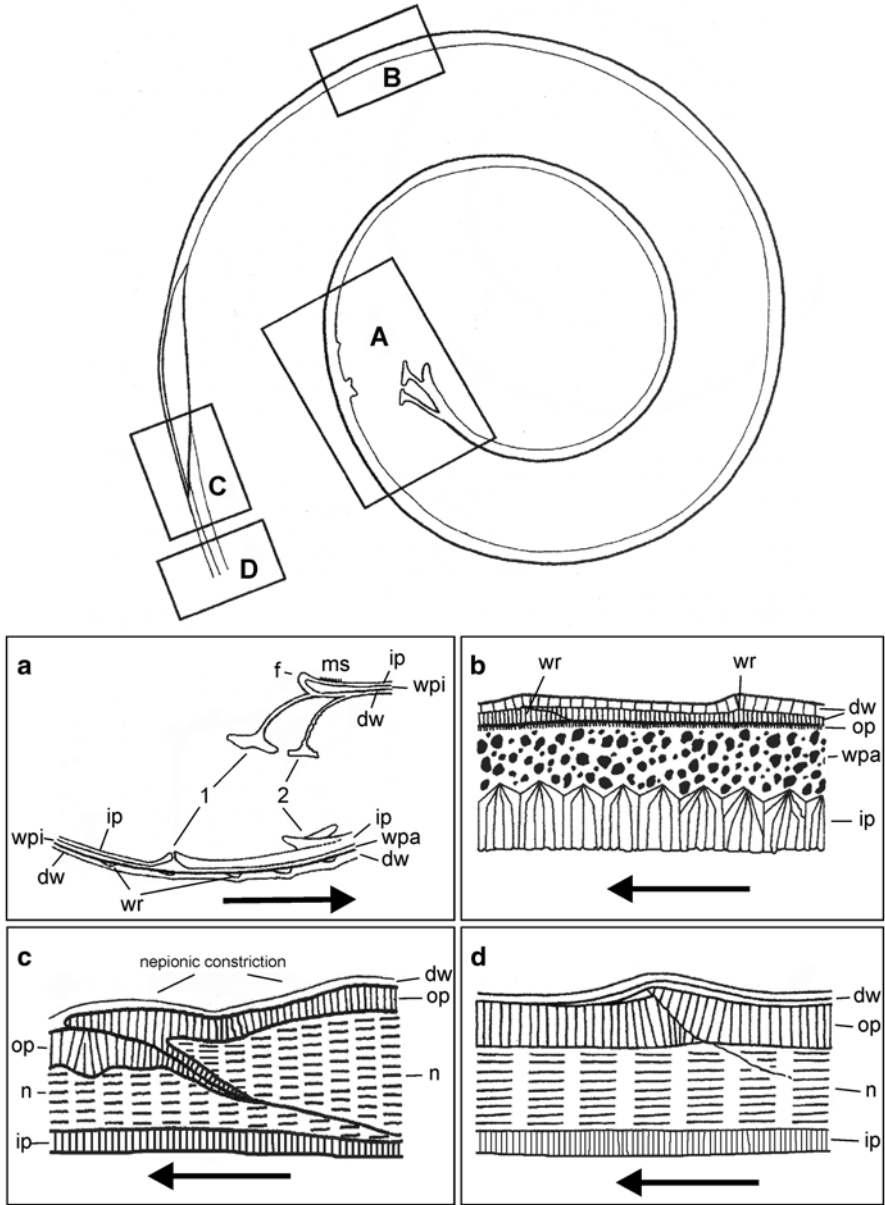 B
A
C
D
a
f ms ip
wpi
dw
1 2
wpi ip ip
wpa
dw dw
wr
b
wr wr
dw
op
wpa
ip
c
nepionic constriction
dw
op
op
n n
ip
d
dw
op
n
ip